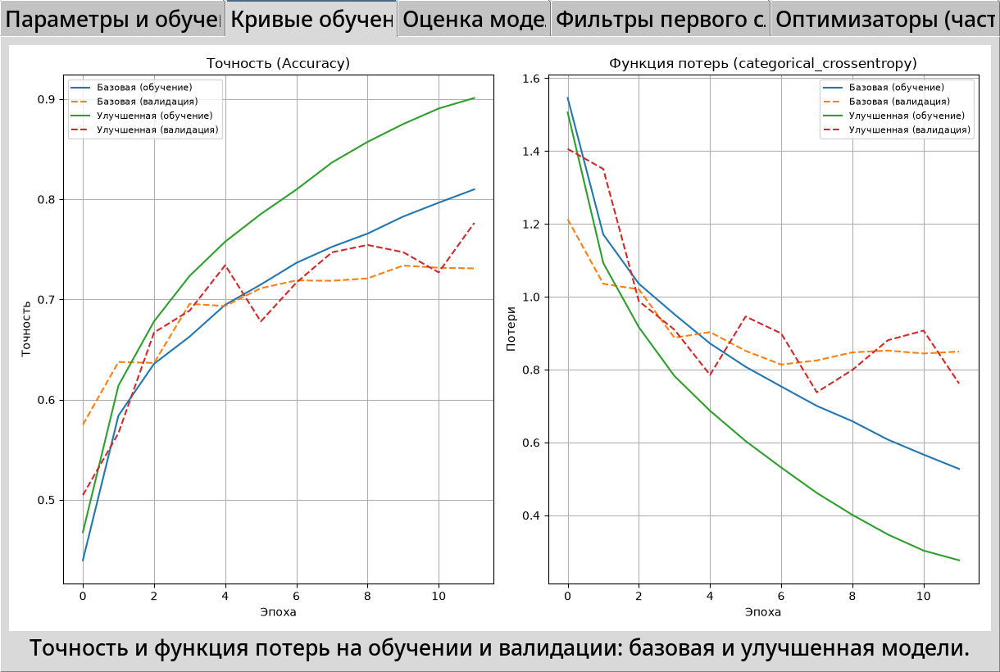 Параметры и обуче
Кривые обучен
Оценка моде
Фильтры первого с
Оптимизаторы (част
Точность (Accuracy)
Базовая (обучение)
Базовая (валидация)
Улучшенная (обучение)
Улучшенная (валидация)
0.9
0.8
0.7
0.6
0.5
Точность
0 2 4 6 8 10
Эпоха
Функция потерь (categorical_crossentropy)
Базовая (обучение)
Базовая (валидация)
Улучшенная (обучение)
Улучшенная (валидация)
1.6
1.4
1.2
1.0
0.8
0.6
0.4
Потери
0 2 4 6 8 10
Эпоха
Точность и функция потерь на обучении и валидации: базовая и улучшенная модели.